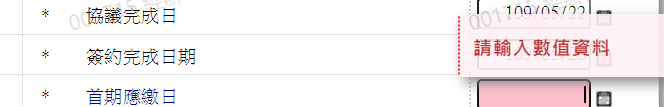 * 協議完成日 109/05/22
* 簽約完成日期
請輸入數值資料
* 首期應繳日